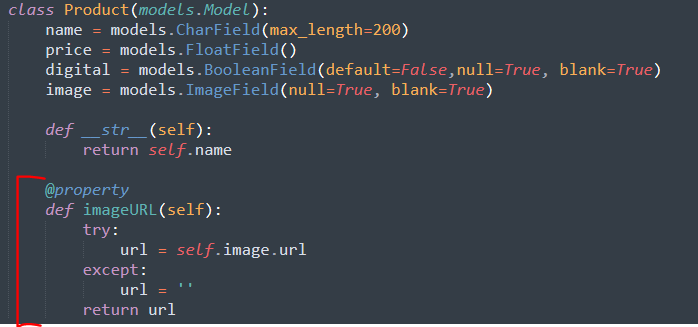 class Product(models.Model):
name = models.CharField(max_length=200)
price = models.FloatField()
digital = models.BooleanField(default=False,null=True, blank=True)
image = models.ImageField(null=True, blank=True)
def __str__(self):
return self.name
@property
def imageURL(self):
try:
url = self.image.url
except:
url = ''
return url